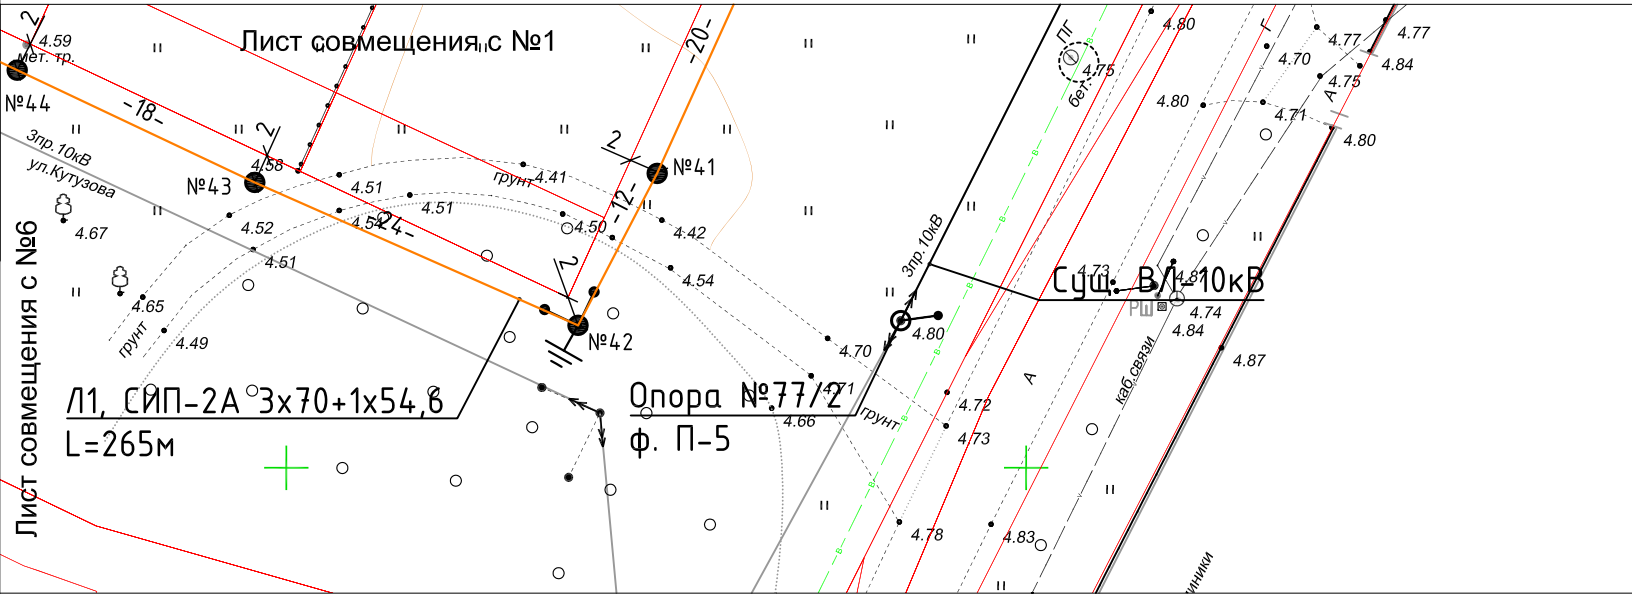 2
4.59
мет. тр.
№44
Лист совмещения с №1
-20-
ПГ
4.75
бет.
4.80
Г
4.77
4.77
4.70
4.84
4.75
А
4.80
4.71
4.80
-18-
2
3пр.10кВ
ул.Кутузова
4.58
№43
2
№41
4.51
грунт
4.41
-12-
4.67
4.52
4.54
-24-
4.51
4.50
4.42
3пр.10кВ
4.51
2
4.54
4.73
Сущ. ВЛ-10кВ
4.87
4.65
РШ
4.74
грунт
4.49
№42
4.80
4.84
4.70
4.87
каб.связи
А
Л1, СИП-2А 3х70+1х54,6
L=265м
Опора №77/2
ф. П-5
4.71
4.66
грунт
4.72
4.73
Лист совмещения с №6
4.78
4.83
в
в
в
в
в
в
в